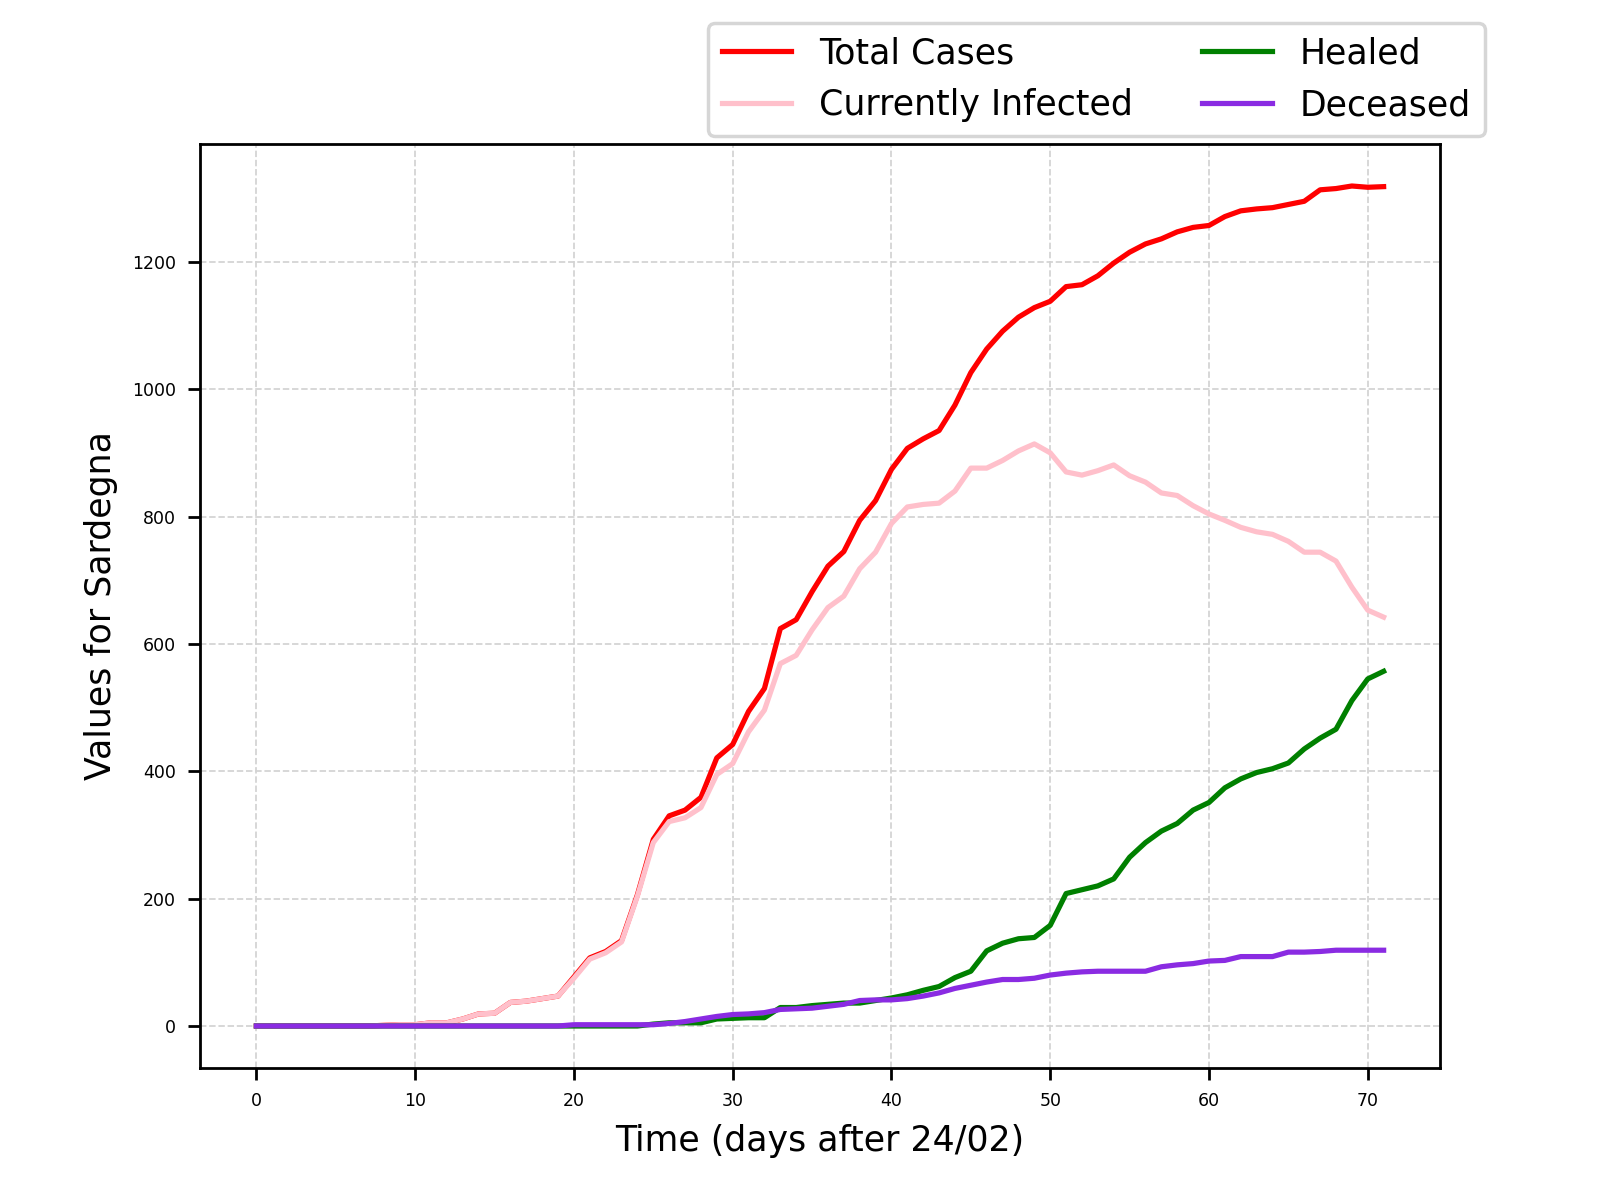 Total Cases
Currently Infected
Healed
Deceased
Values for Sardegna
1200
1000
800
600
400
200
0
0 10 20 30 40 50 60 70
Time (days after 24/02)